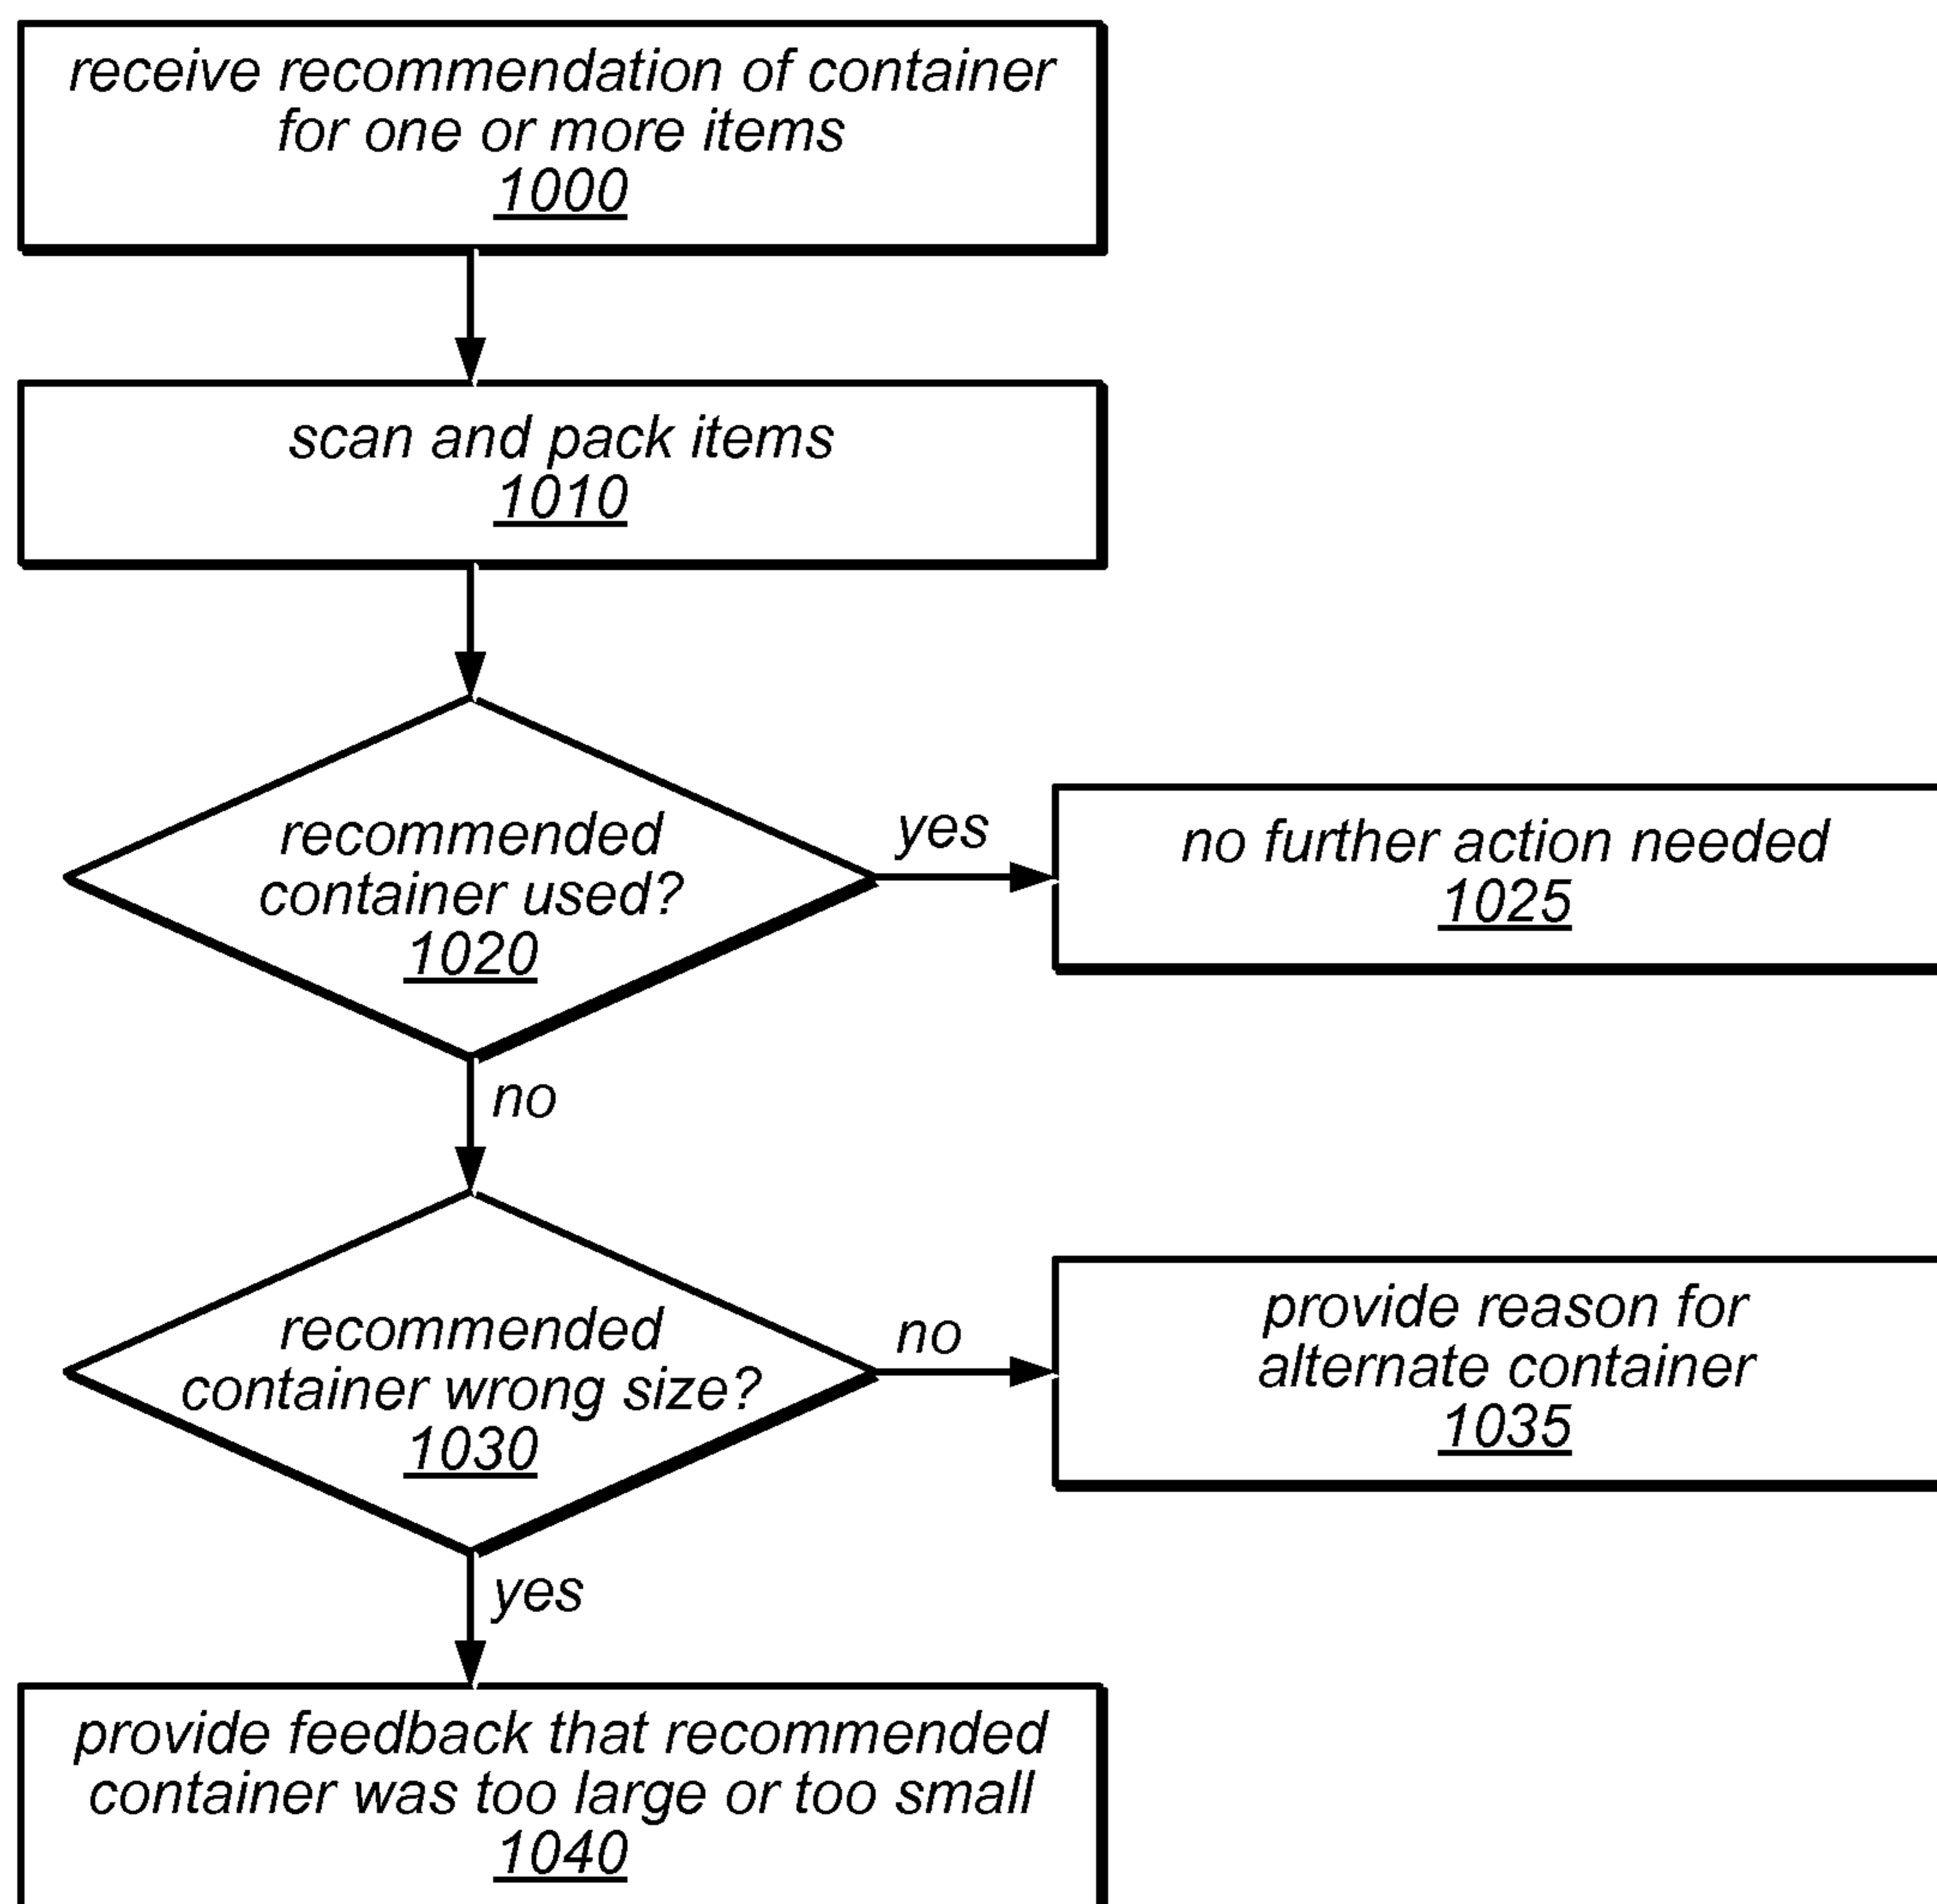 receive recommendation of container
for one or more items
1000
scan and pack items
1010
recommended
container used?
1020
yes
no further action needed
1025
no
recommended
container wrong size?
1030
no
provide reason for
alternate container
1035
yes
provide feedback that recommended
container was too large or too small
1040